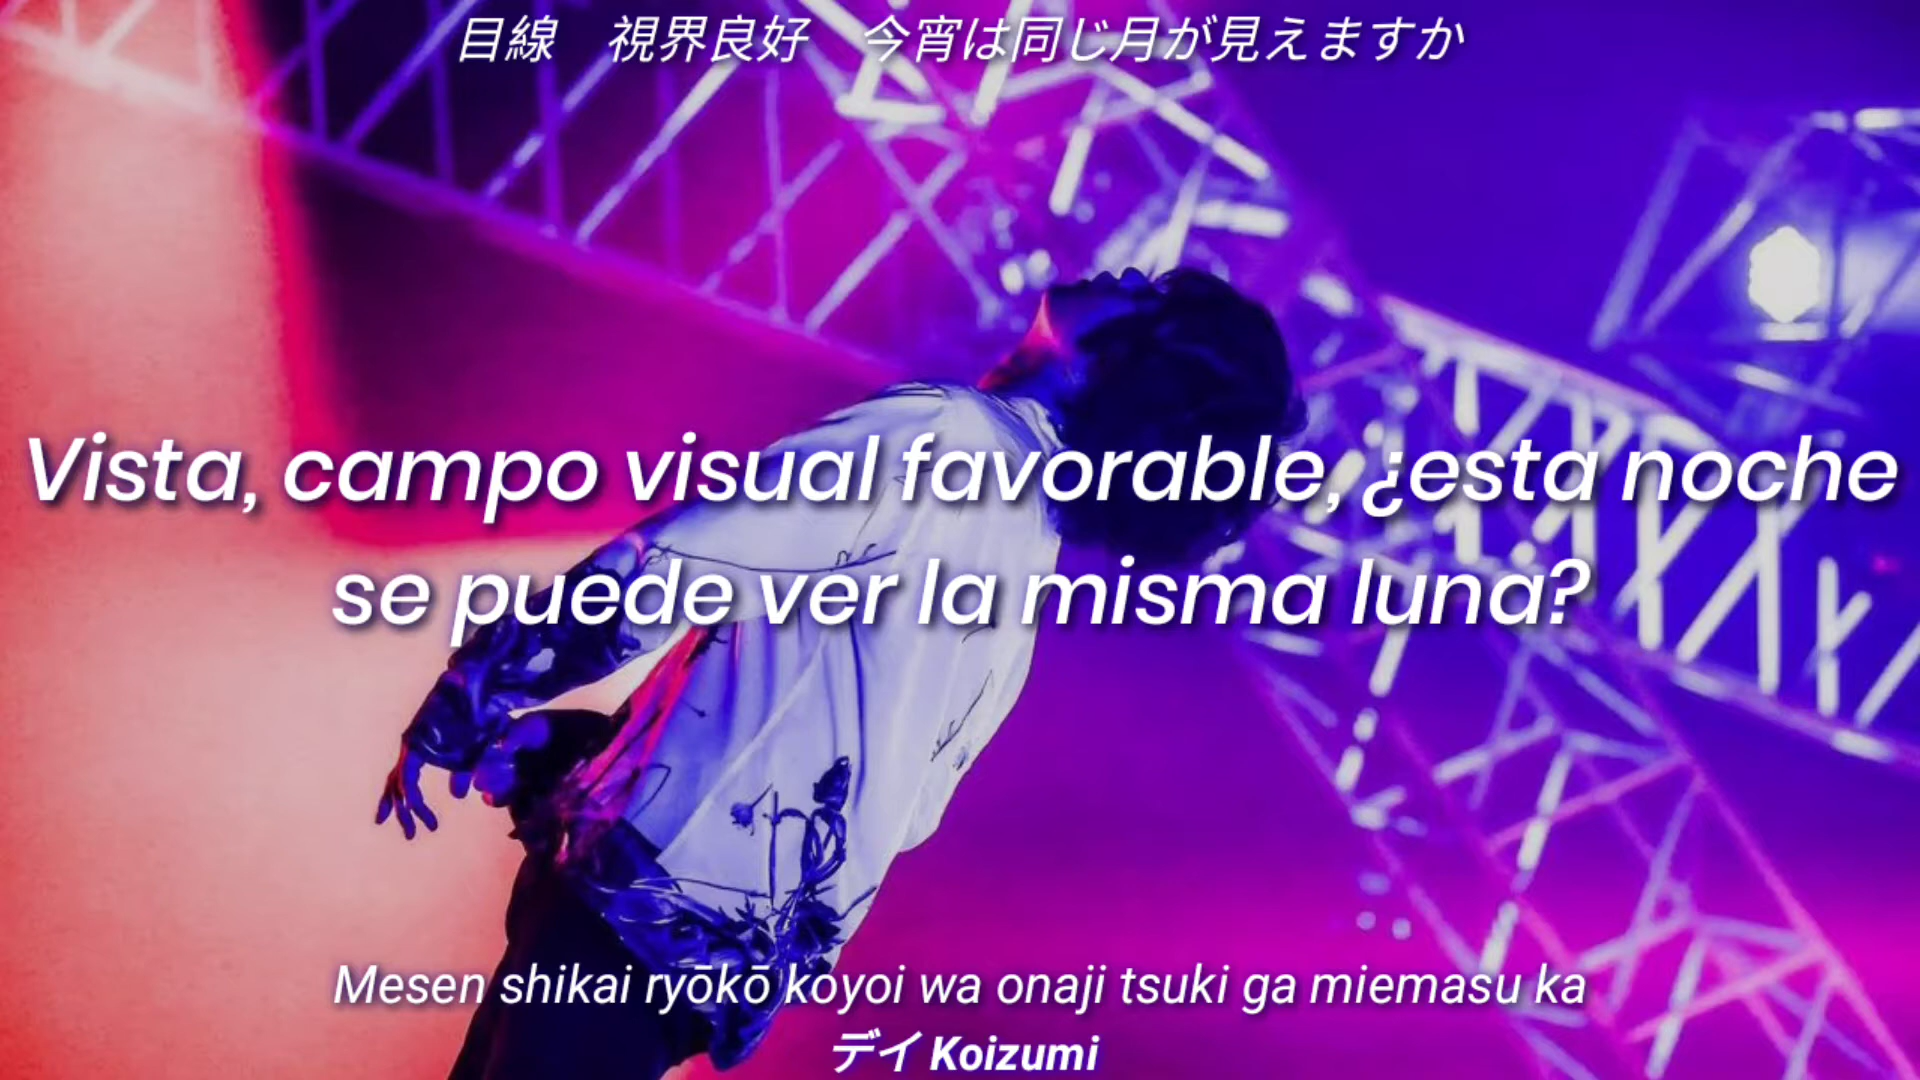 目線　視界良好　今宵は同じ月が見えますか
Vista, campo visual favorable, ¿esta noche
se puede ver la misma luna?
Mesen shikai ryōkō koyoi wa onaji tsuki ga miemasu ka
デイ Koizumi